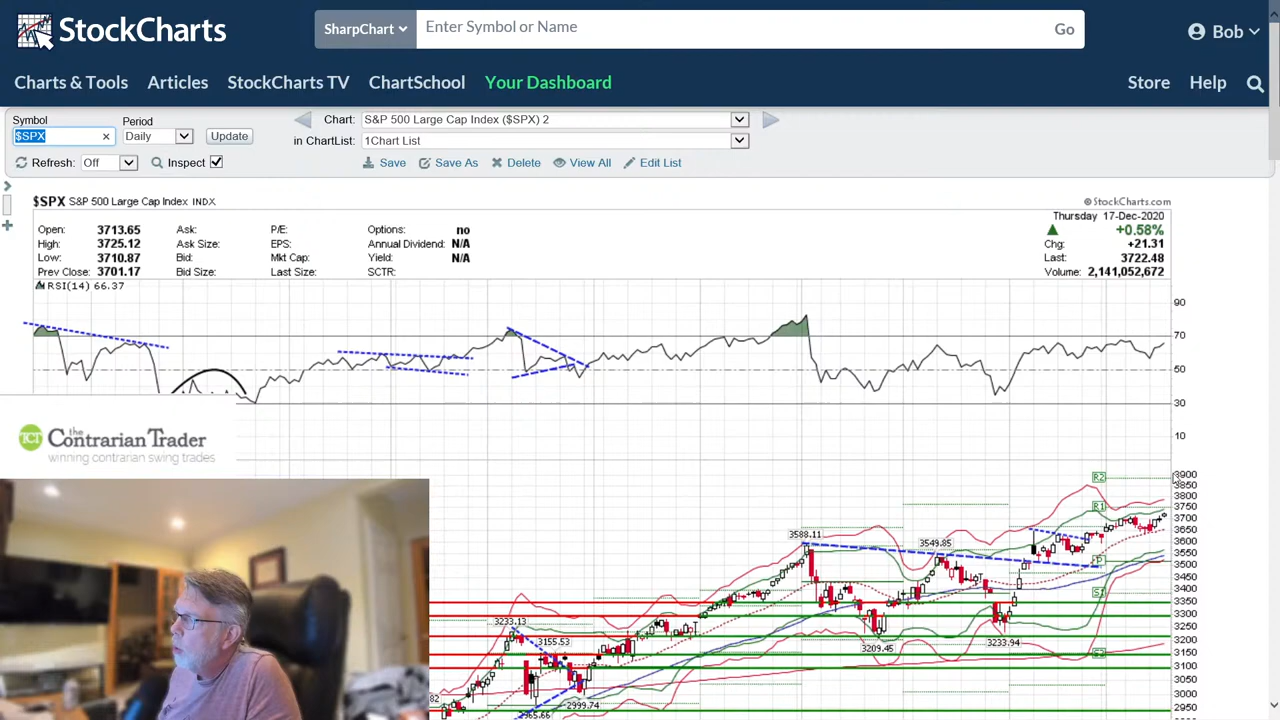 StockCharts
SharpChart
Enter Symbol or Name
Go
Bob
Charts & Tools
Articles
StockCharts TV
ChartSchool
Your Dashboard
Store
Help
Symbol
Period
Chart:
S&P 500 Large Cap Index ($SPX) 2
$SPX
×
Daily
Update
in ChartList:
1Chart List
Refresh:
Off
Inspect
Save
Save As
Delete
View All
Edit List
$SPX S&P 500 Large Cap Index INDX
© StockCharts.com
Thursday 17-Dec-2020
Open: 3713.65
Ask:
P/E:
Options: no
+0.58%
High: 3725.12
Ask Size:
EPS:
Annual Dividend: N/A
Chg: +21.31
Low: 3710.87
Bid:
Mkt Cap:
Yield: N/A
Last: 3722.48
Prev Close: 3701.17
Bid Size:
Last Size:
SCTR:
Volume: 2,141,052,672
RSI(14) 66.37
90
70
50
30
10
TCT
the
Contrarian Trader
winning contrarian swing trades
R2
R1
P
S1
3900
3850
3800
3750
3700
3650
3600
3550
3500
3450
3400
3350
3300
3250
3200
3150
3100
3050
3000
2950
3588.11
3549.85
3233.13
3155.53
3209.45
3233.94
82
2999.74
2965.66